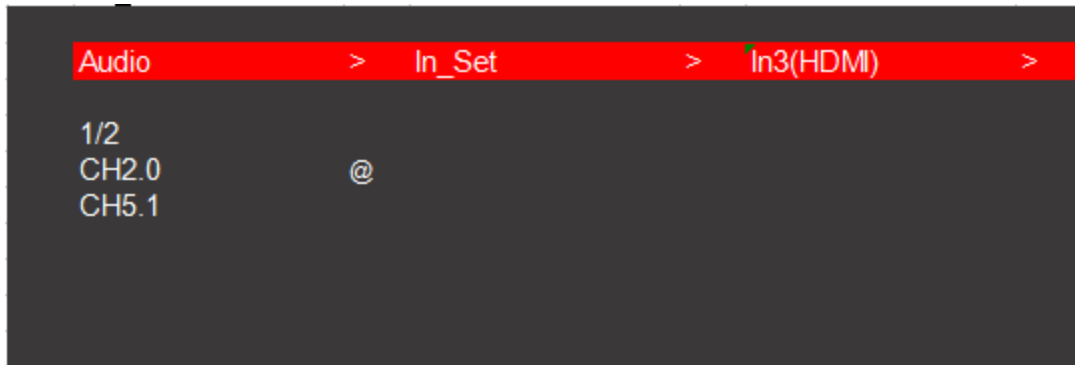 Audio > In_Set > In3(HDMI) >
1/2
CH2.0 @
CH5.1